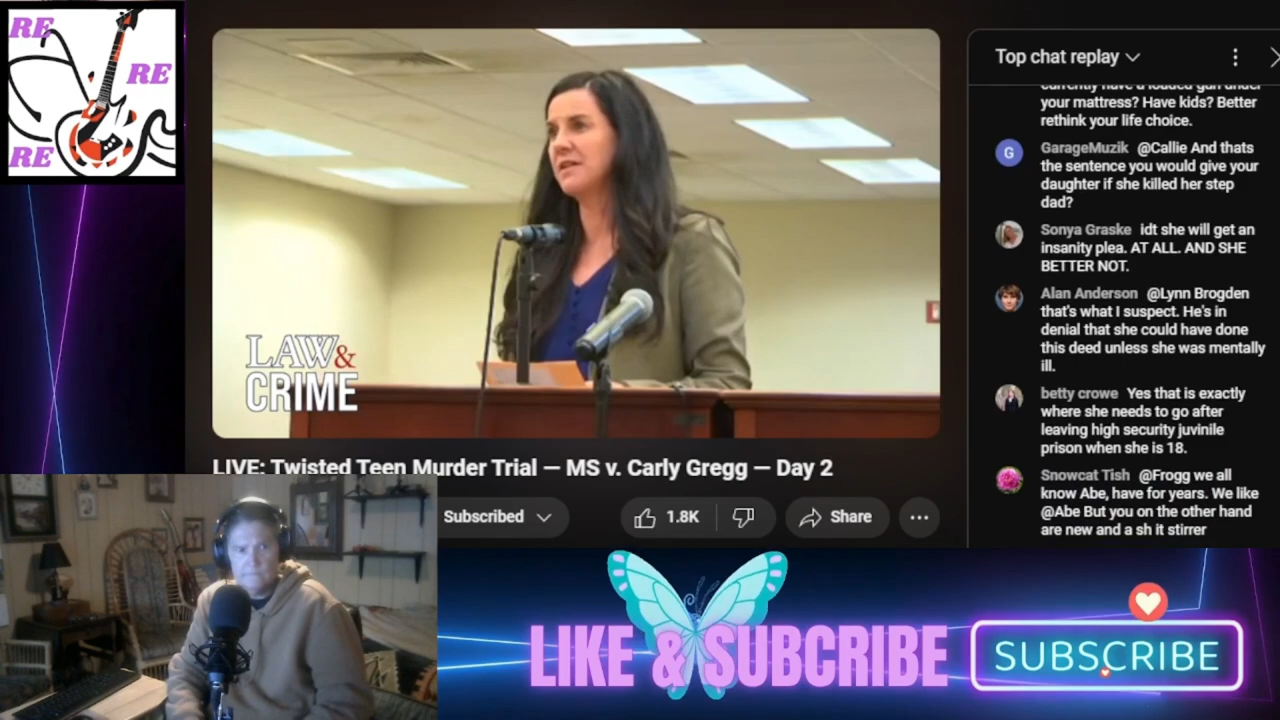 RE
RE
RE
LAW&
CRIME
LIVE: Twisted Teen Murder Trial — MS v. Carly Gregg — Day 2
Subscribed
1.8K
Share
Top chat replay
currently have a loaded gun under
your mattress? Have kids? Better
rethink your life choice.
G
GarageMuzik @Callie And thats
the sentence you would give your
daughter if she killed her step
dad?
Sonya Graske idt she will get an
insanity plea. AT ALL. AND SHE
BETTER NOT.
Alan Anderson @Lynn Brogden
that's what I suspect. He's in
denial that she could have done
this deed unless she was mentally
ill.
betty crowe Yes that is exactly
where she needs to go after
leaving high security juvinile
prison when she is 18.
Snowcat Tish @Frogg we all
know Abe, have for years. We like
@Abe But you on the other hand
are new and a sh it stirrer
LIKE & SUBCRIBE
SUBSCRIBE